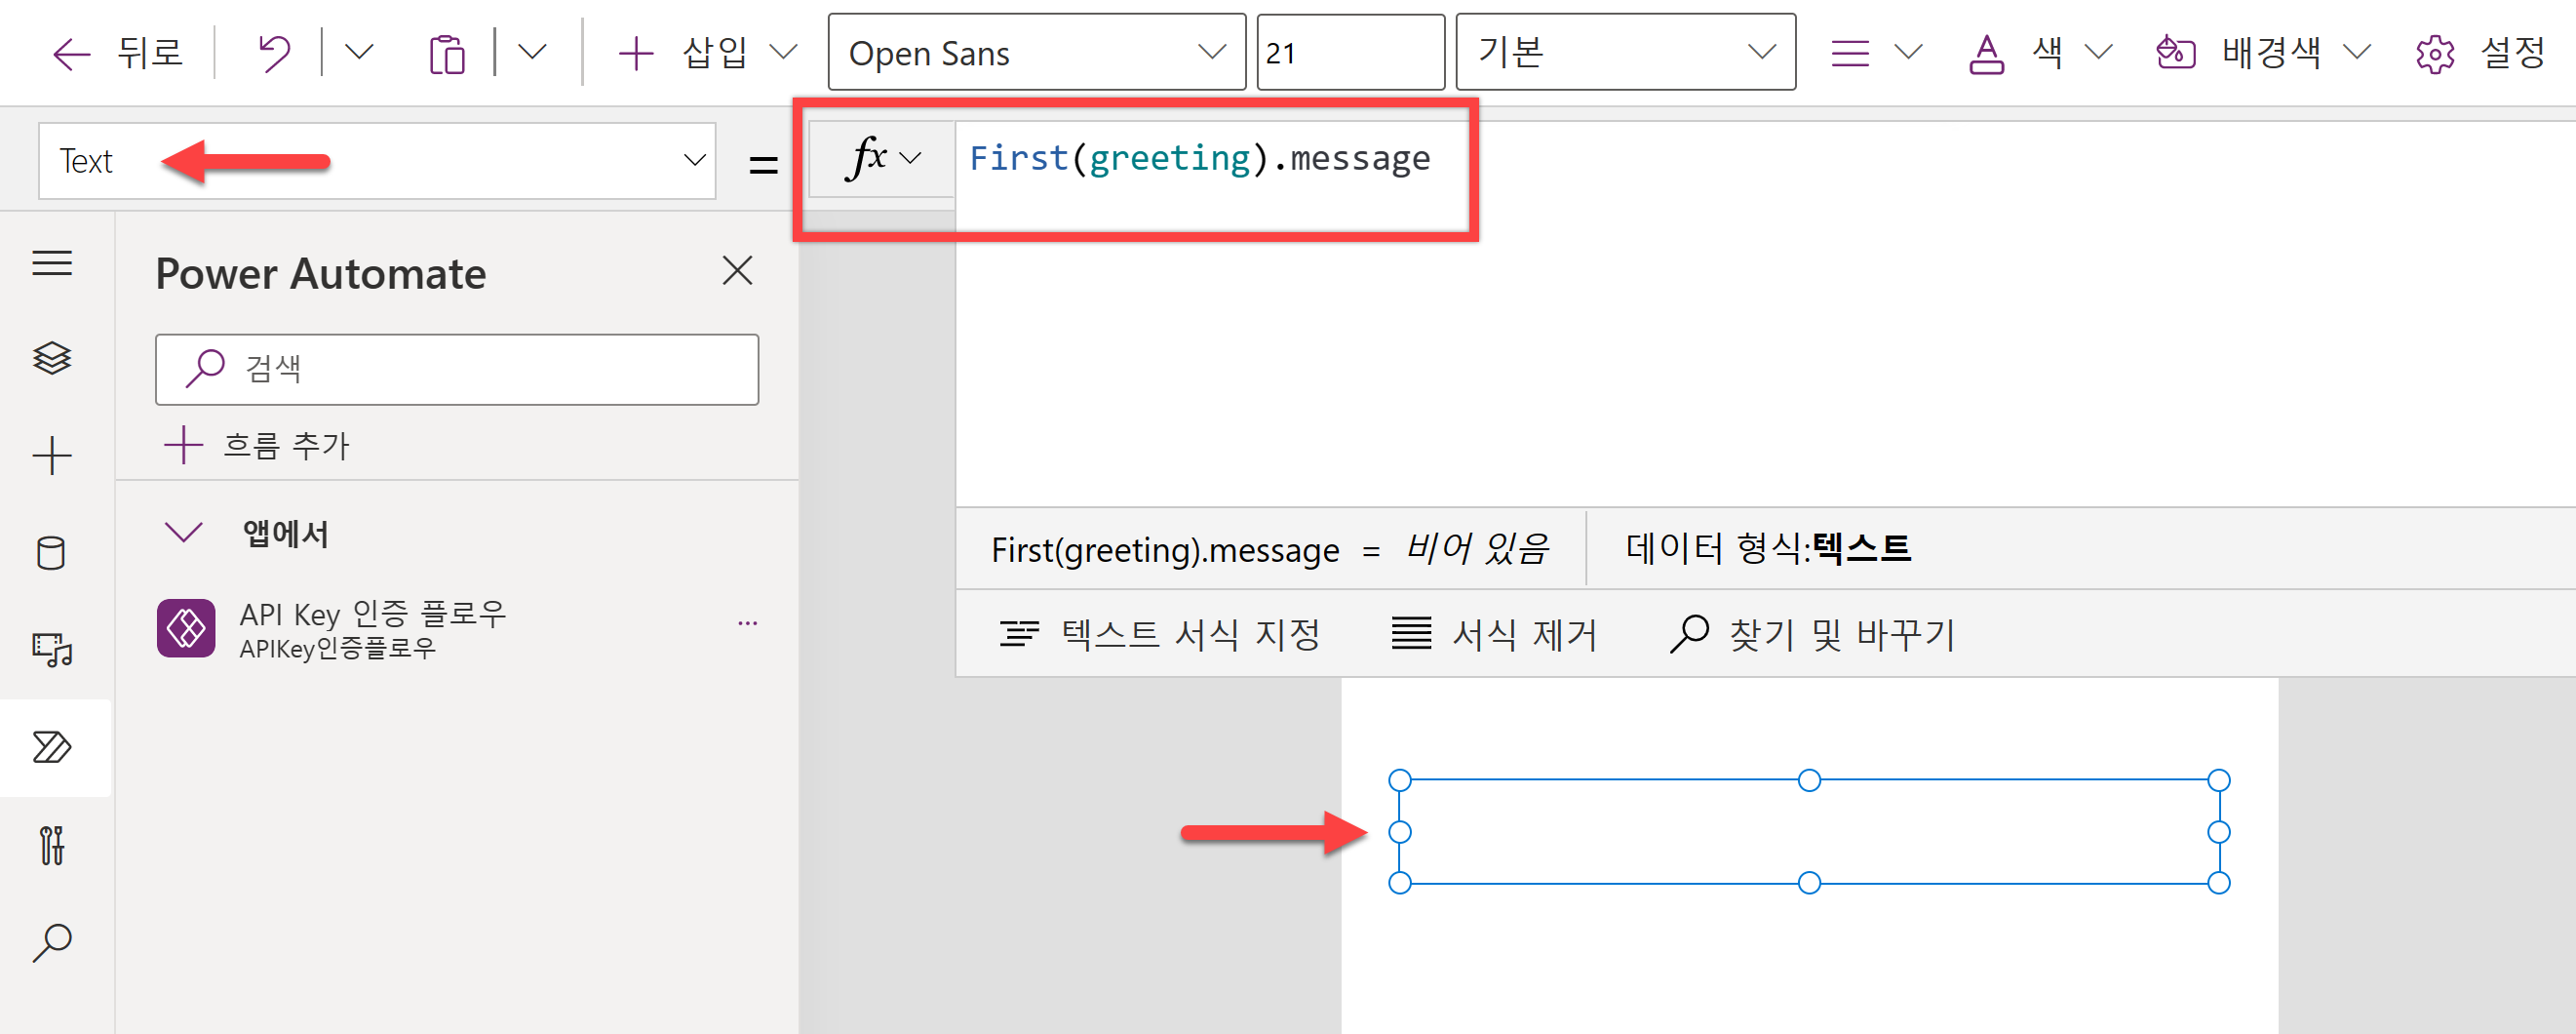 뒤로
삽입
Open Sans
21
기본
색
배경색
설정
Text
=
fx
First(greeting).message
Power Automate
검색
흐름 추가
앱에서
API Key 인증 플로우
...
APIKey인증플로우
First(greeting).message = 비어 있음
데이터 형식:텍스트
텍스트 서식 지정
서식 제거
찾기 및 바꾸기